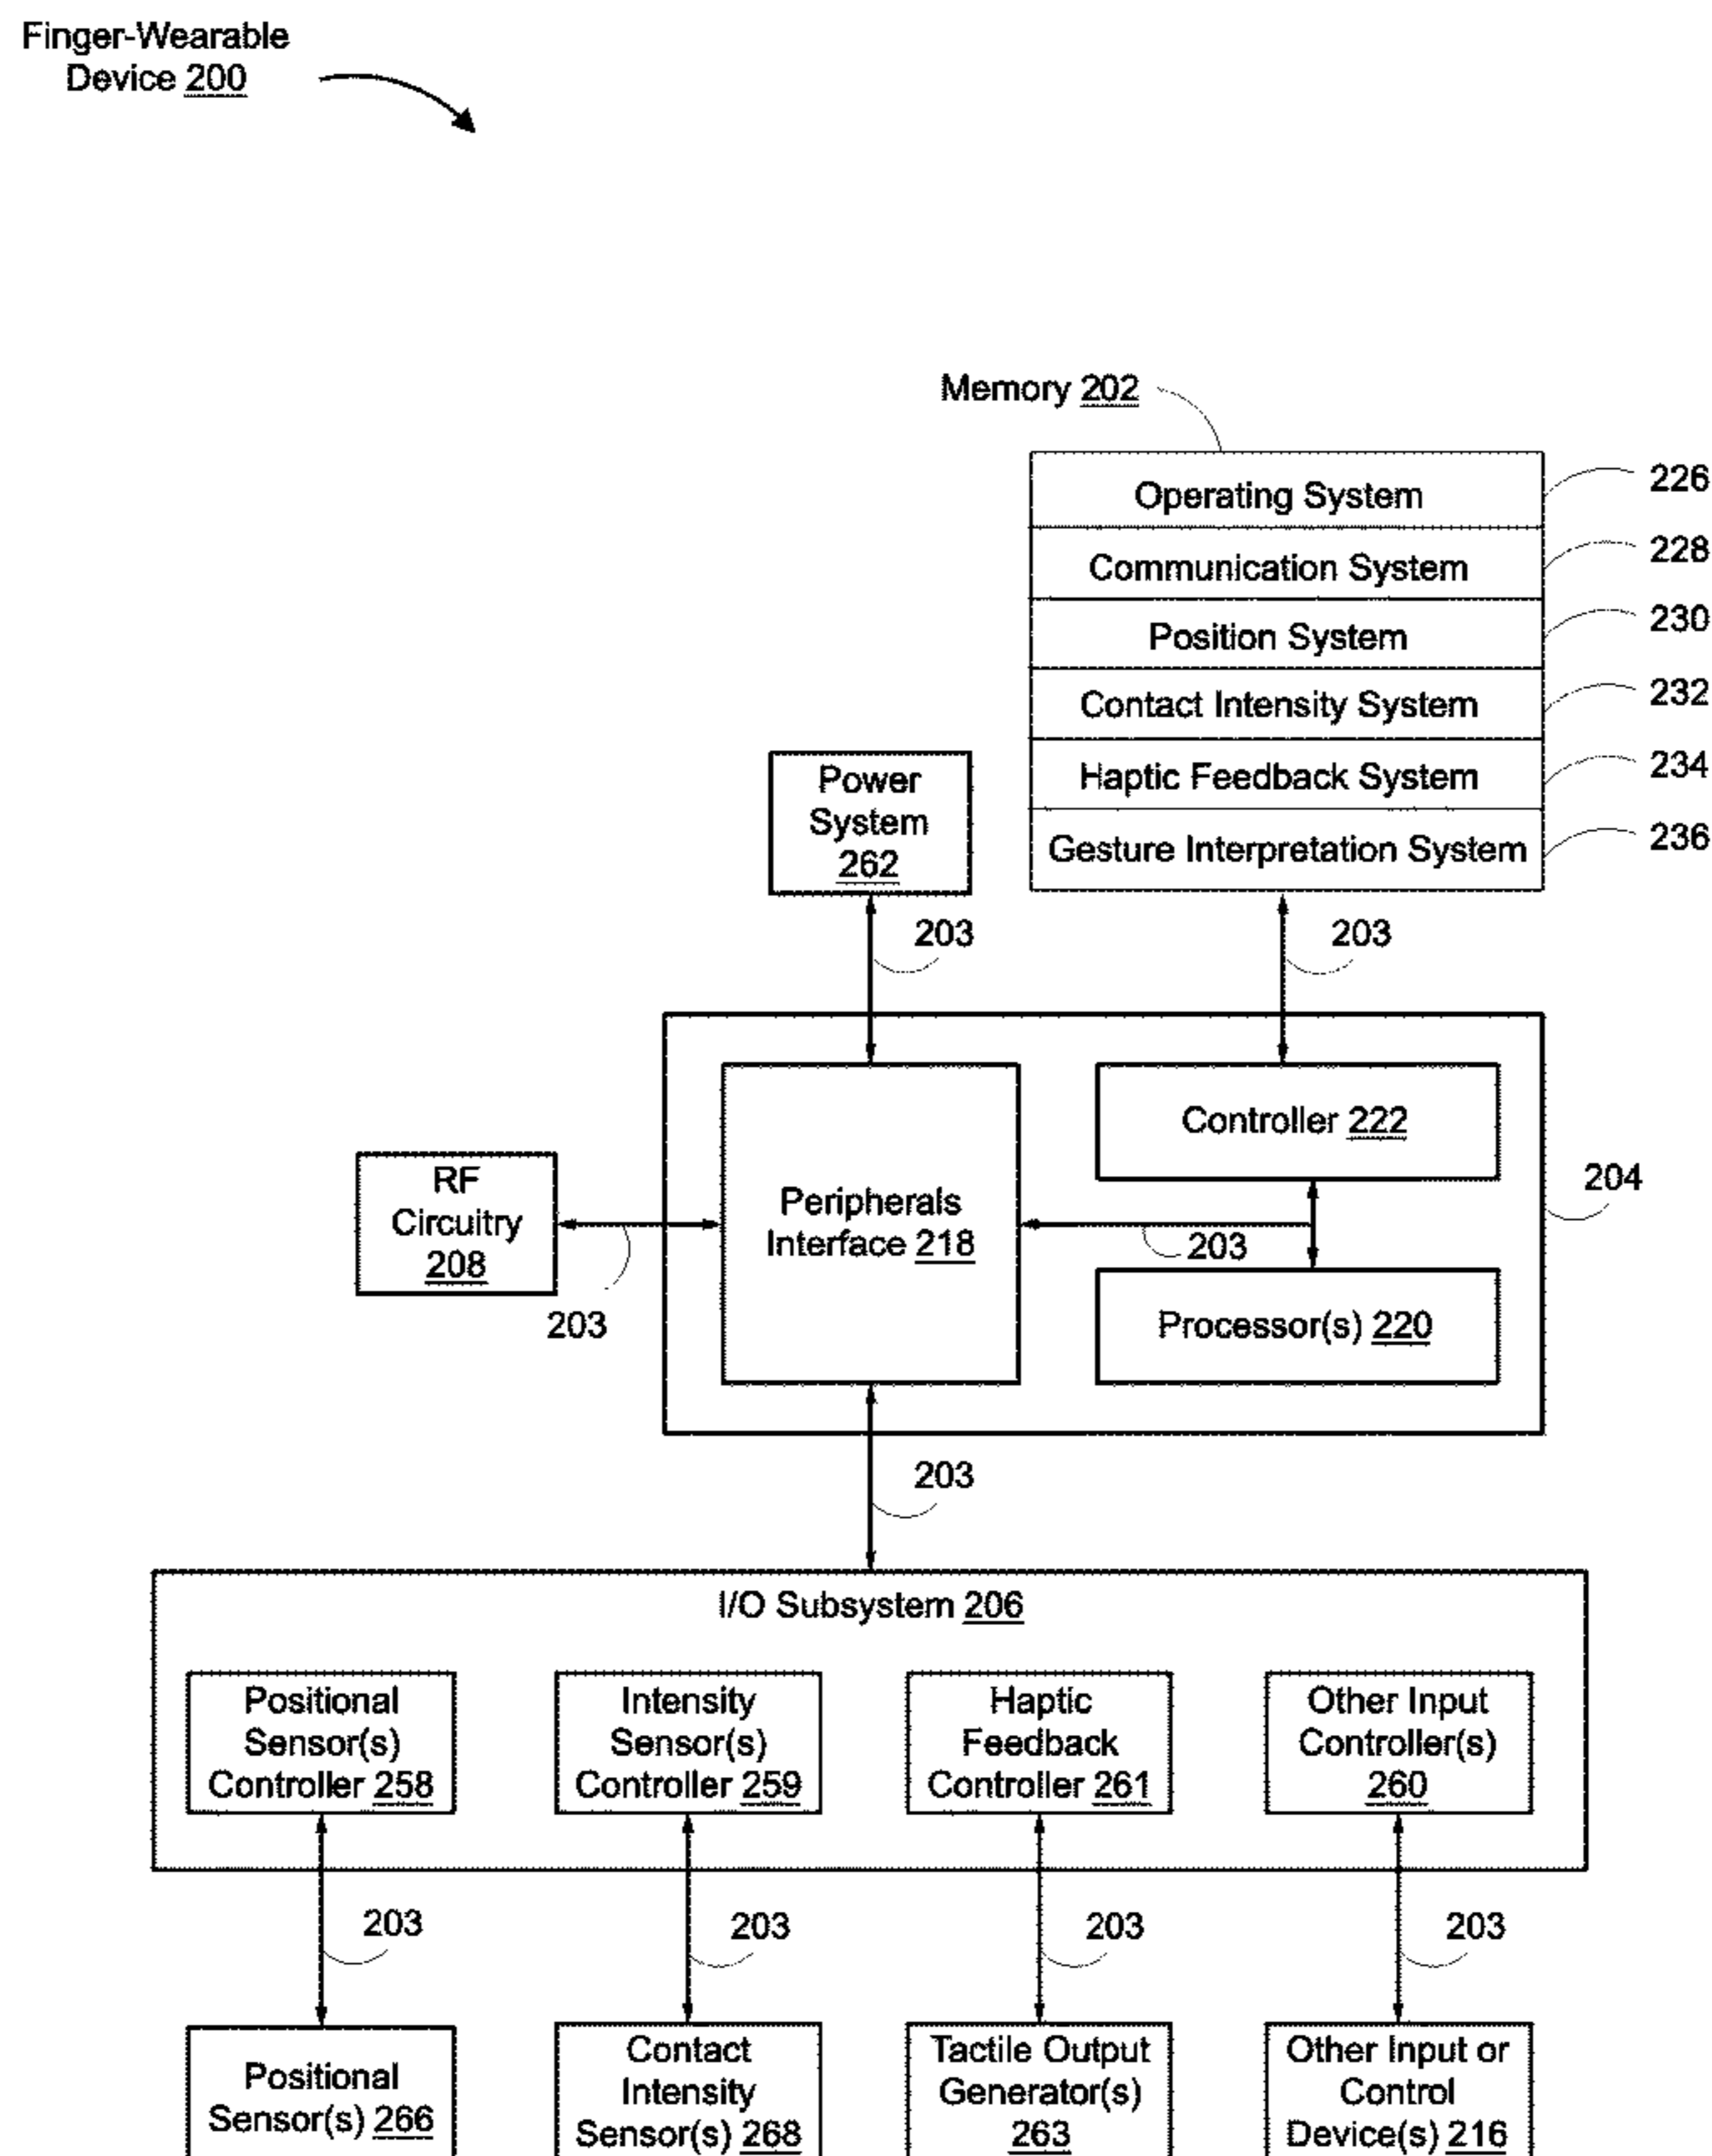 Finger-Wearable
Device 200
Memory 202
Operating System
226
Communication System
228
Position System
230
Contact Intensity System
232
Haptic Feedback System
234
Gesture Interpretation System
236
Power
System
262
203
203
Controller 222
204
RF
Circuitry
208
Peripherals
Interface 218
203
203
Processor(s) 220
203
I/O Subsystem 206
Positional
Sensor(s)
Controller 258
Intensity
Sensor(s)
Controller 259
Haptic
Feedback
Controller 261
Other Input
Controller(s)
260
203
203
203
203
Positional
Sensor(s) 266
Contact
Intensity
Sensor(s) 268
Tactile Output
Generator(s)
263
Other Input or
Control
Device(s) 216